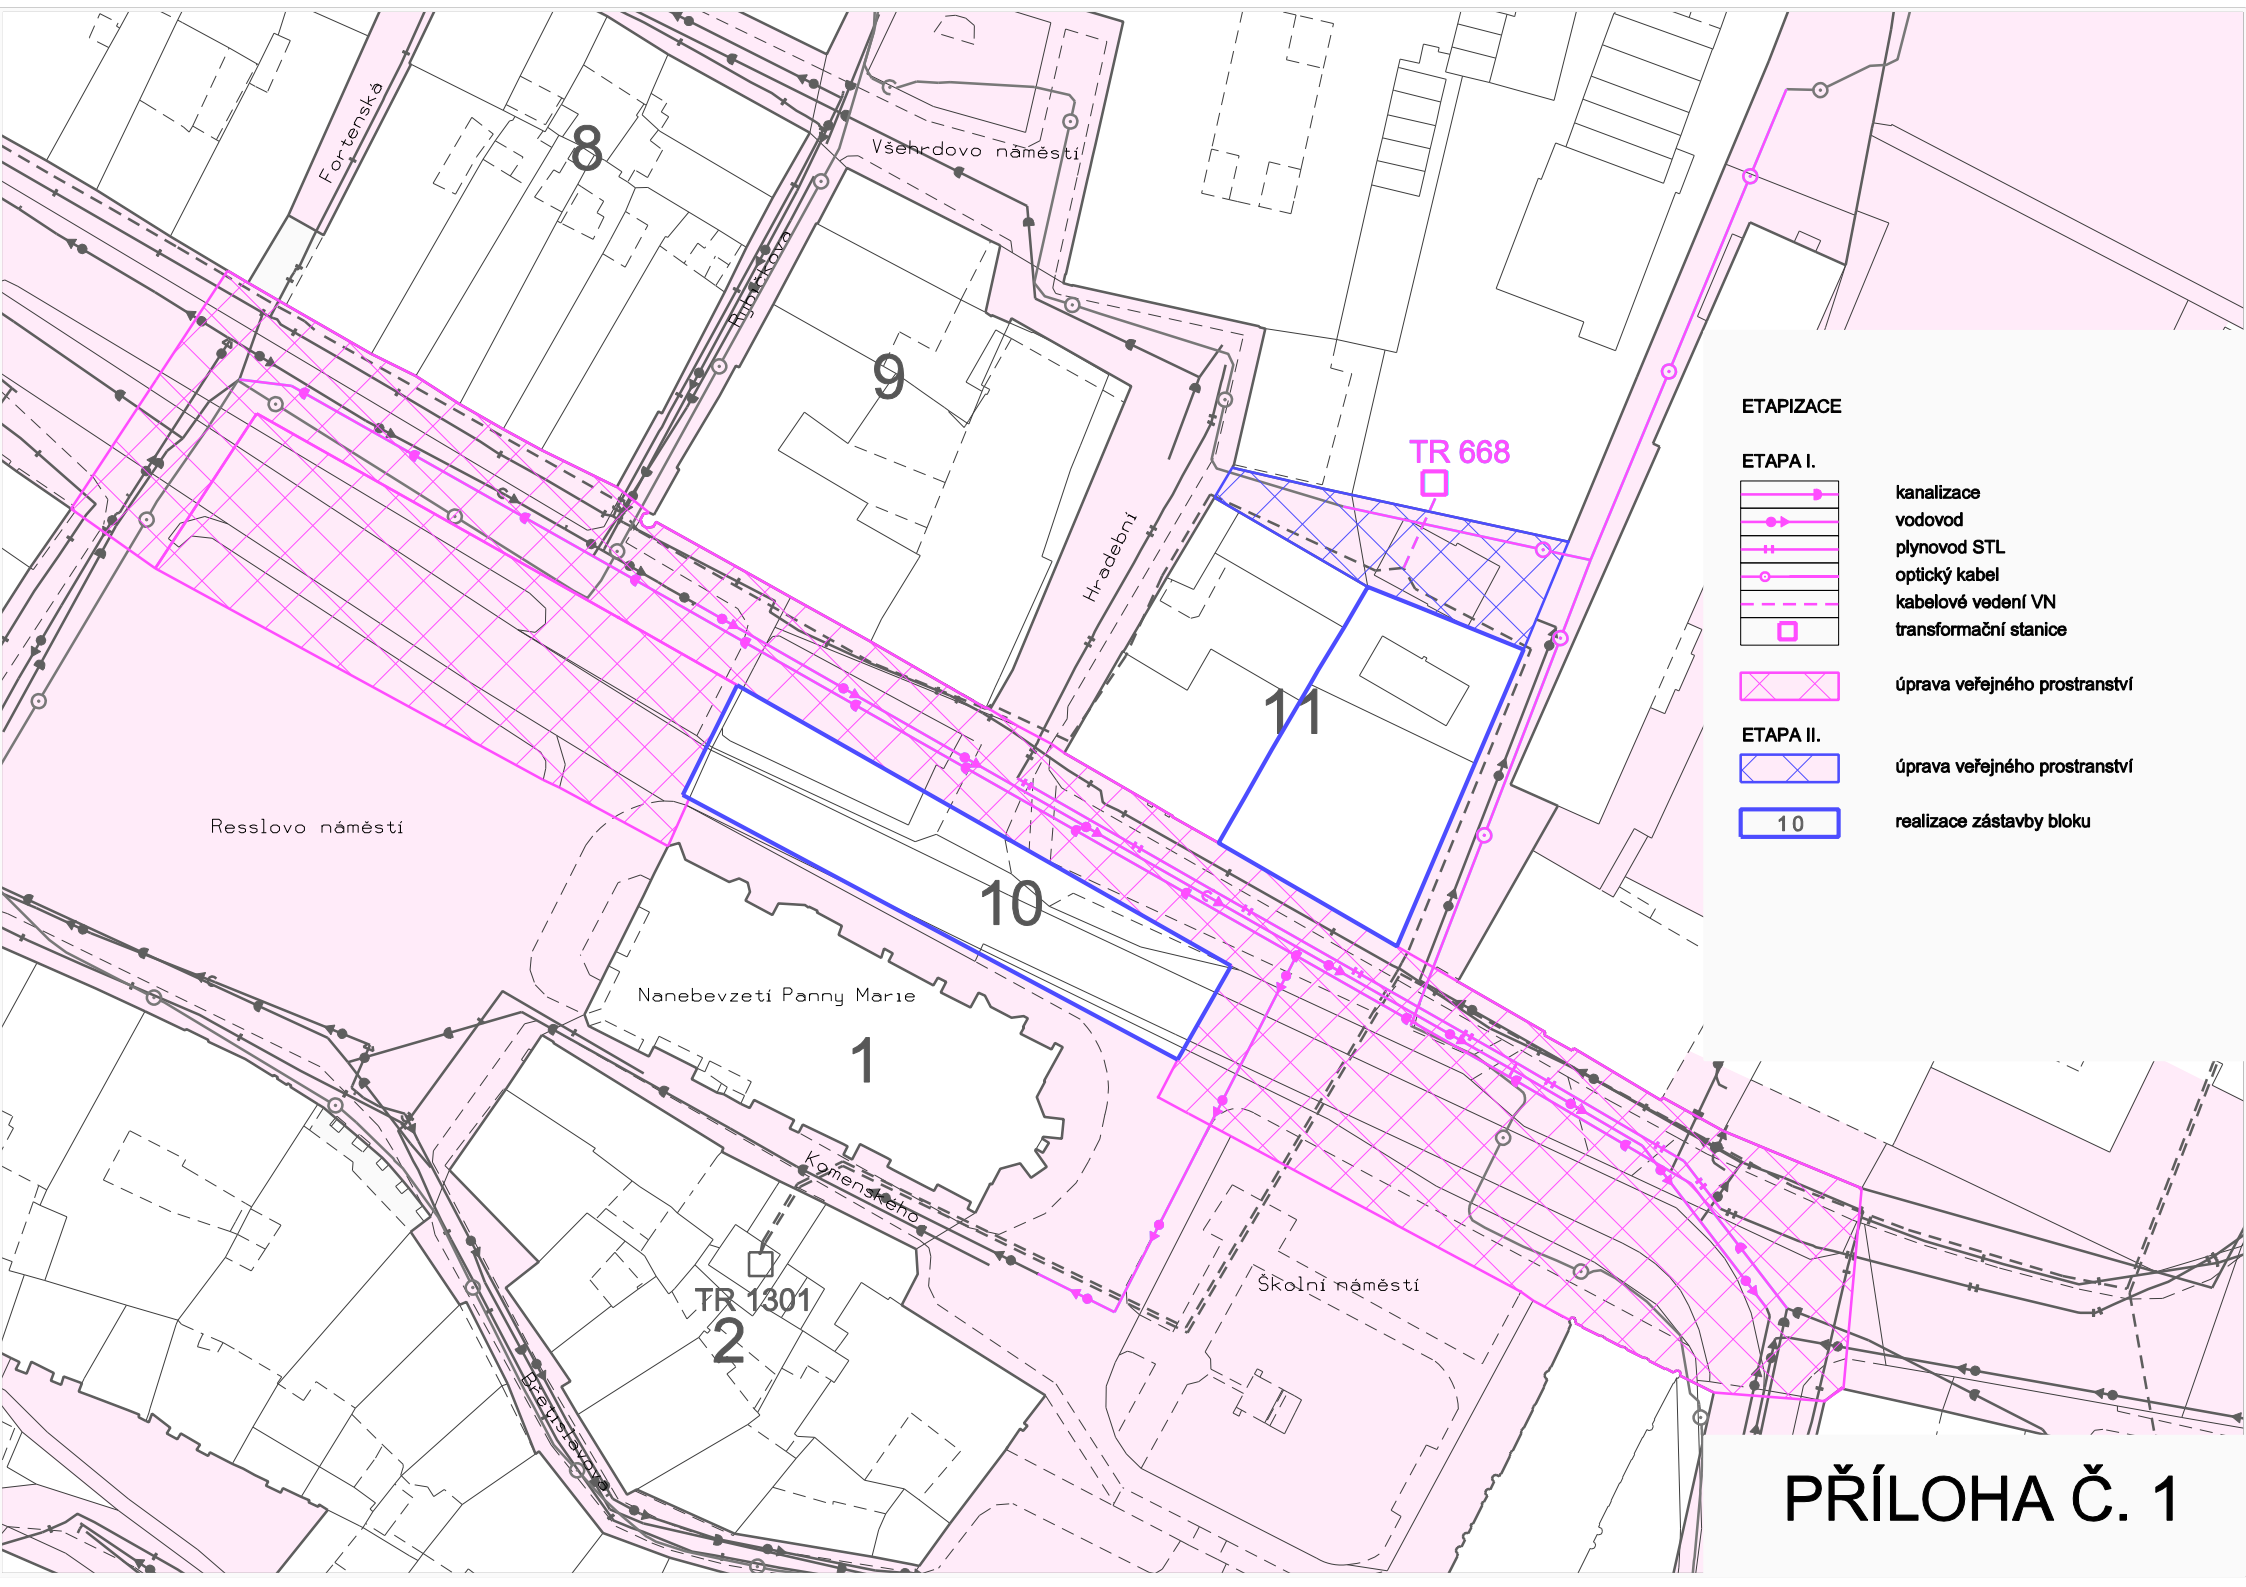 Fortenská
8
Všehrdovo náměstí
Rybičkova
9
TR 668
Hradební
11
Resslovo náměstí
10
Nanebevzetí Panny Marie
1
Komenského
Školní náměstí
TR 1301
2
Břetislavova
ETAPIZACE
ETAPA I.
kanalizace
vodovod
plynovod STL
optický kabel
kabelové vedení VN
transformační stanice
úprava veřejného prostranství
ETAPA II.
úprava veřejného prostranství
10 realizace zástavby bloku
PŘÍLOHA Č. 1